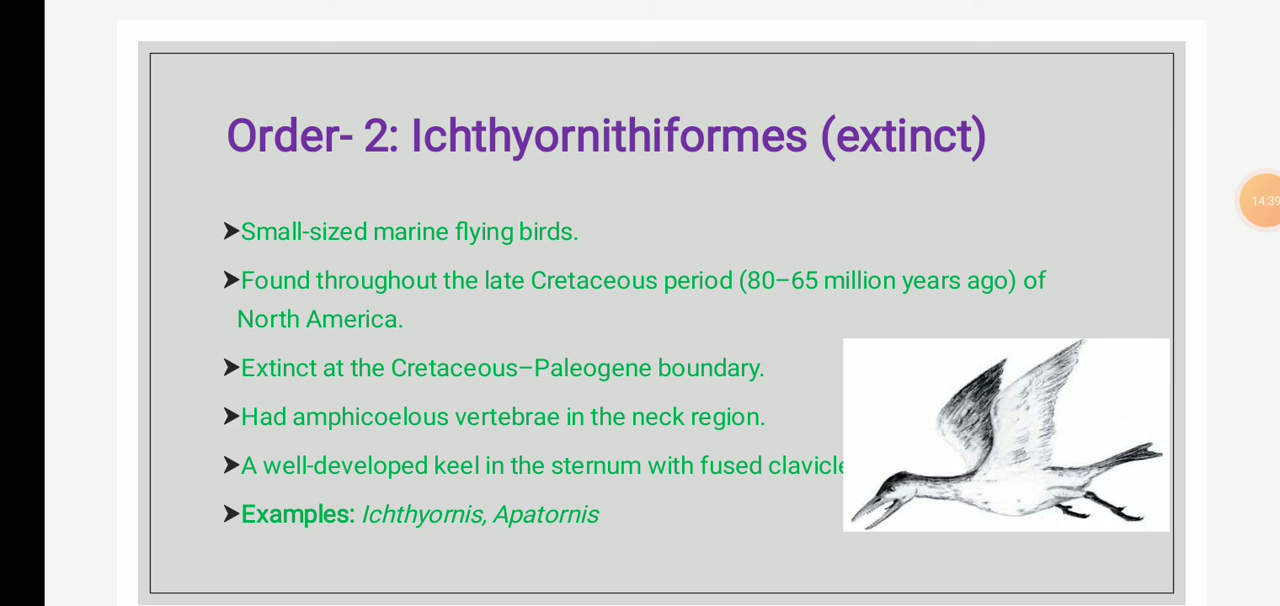 Order- 2: Ichthyornithiformes (extinct)
➤Small-sized marine flying birds.
➤Found throughout the late Cretaceous period (80–65 million years ago) of
North America.
➤Extinct at the Cretaceous–Paleogene boundary.
➤Had amphicoelous vertebrae in the neck region.
➤A well-developed keel in the sternum with fused
➤Examples: Ichthyornis, Apatornis
14:39